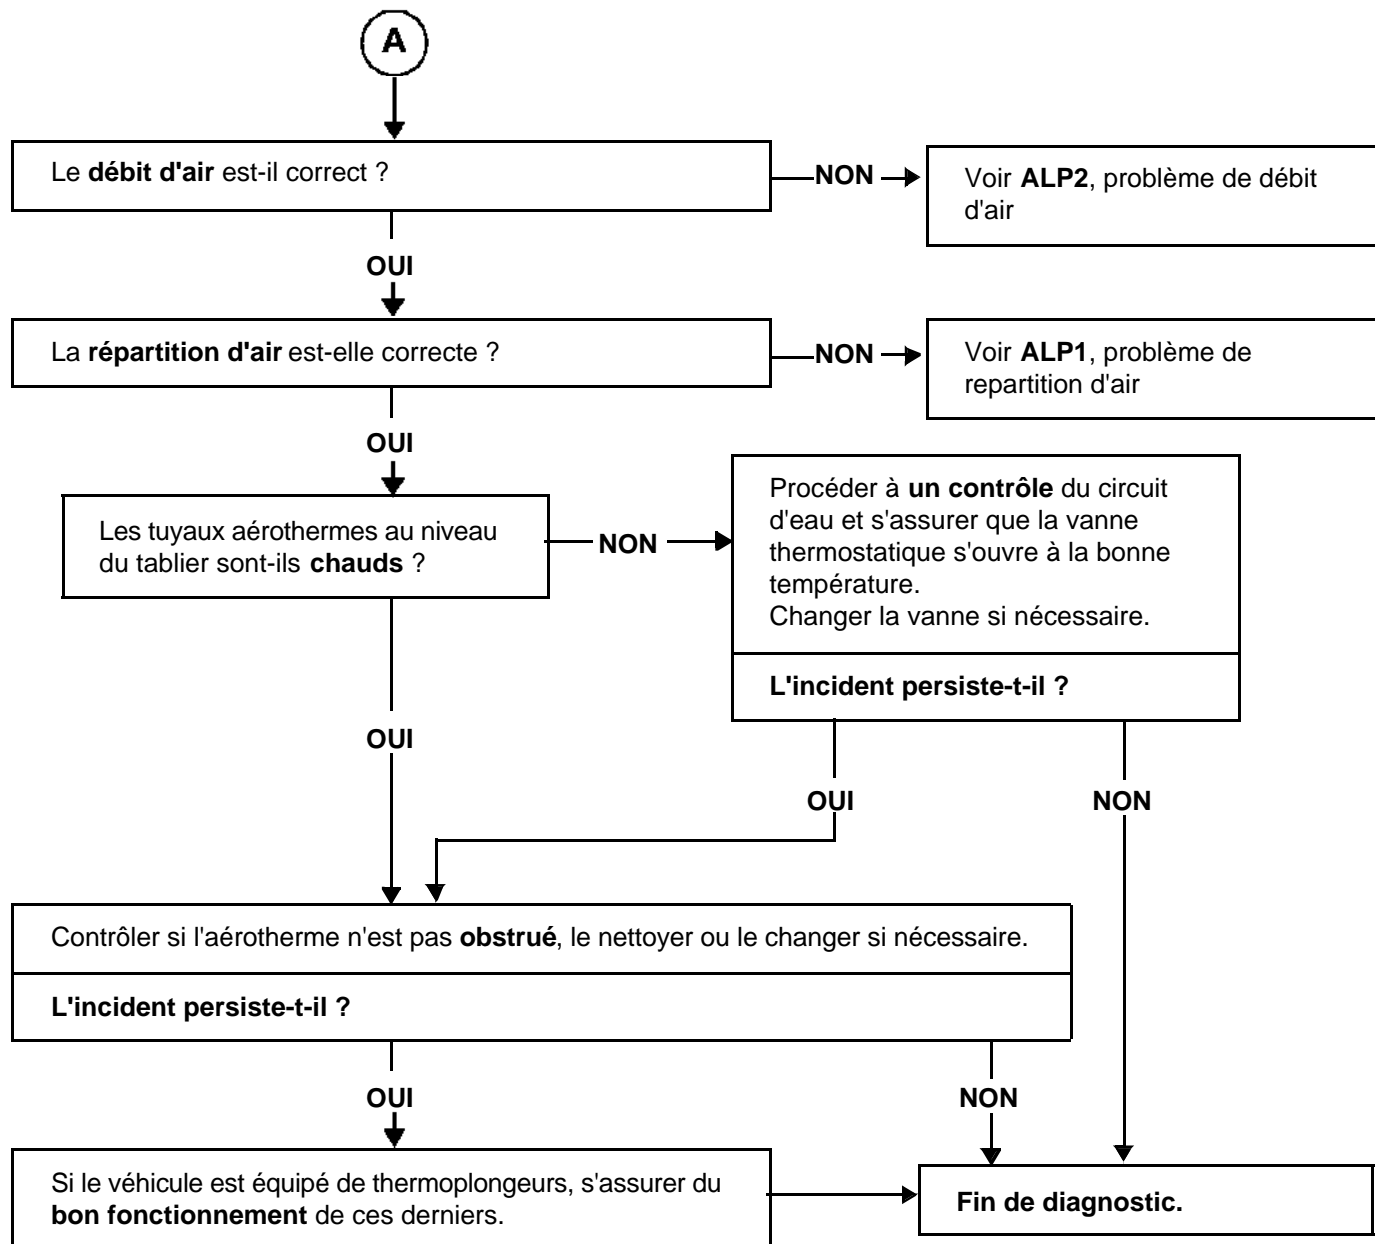 A
Le débit d'air est-il correct ?
NON
Voir ALP2, problème de débit
d'air
OUI
La répartition d'air est-elle correcte ?
NON
Voir ALP1, problème de
repartition d'air
OUI
Les tuyaux aérothermes au niveau
du tablier sont-ils chauds ?
NON
Procéder à un contrôle du circuit
d'eau et s'assurer que la vanne
thermostatique s'ouvre à la bonne
température.
Changer la vanne si nécessaire.
L'incident persiste-t-il ?
OUI
OUI
NON
Contrôler si l'aérotherme n'est pas obstrué, le nettoyer ou le changer si nécessaire.
L'incident persiste-t-il ?
OUI
NON
Si le véhicule est équipé de thermoplongeurs, s'assurer du
bon fonctionnement de ces derniers.
Fin de diagnostic.